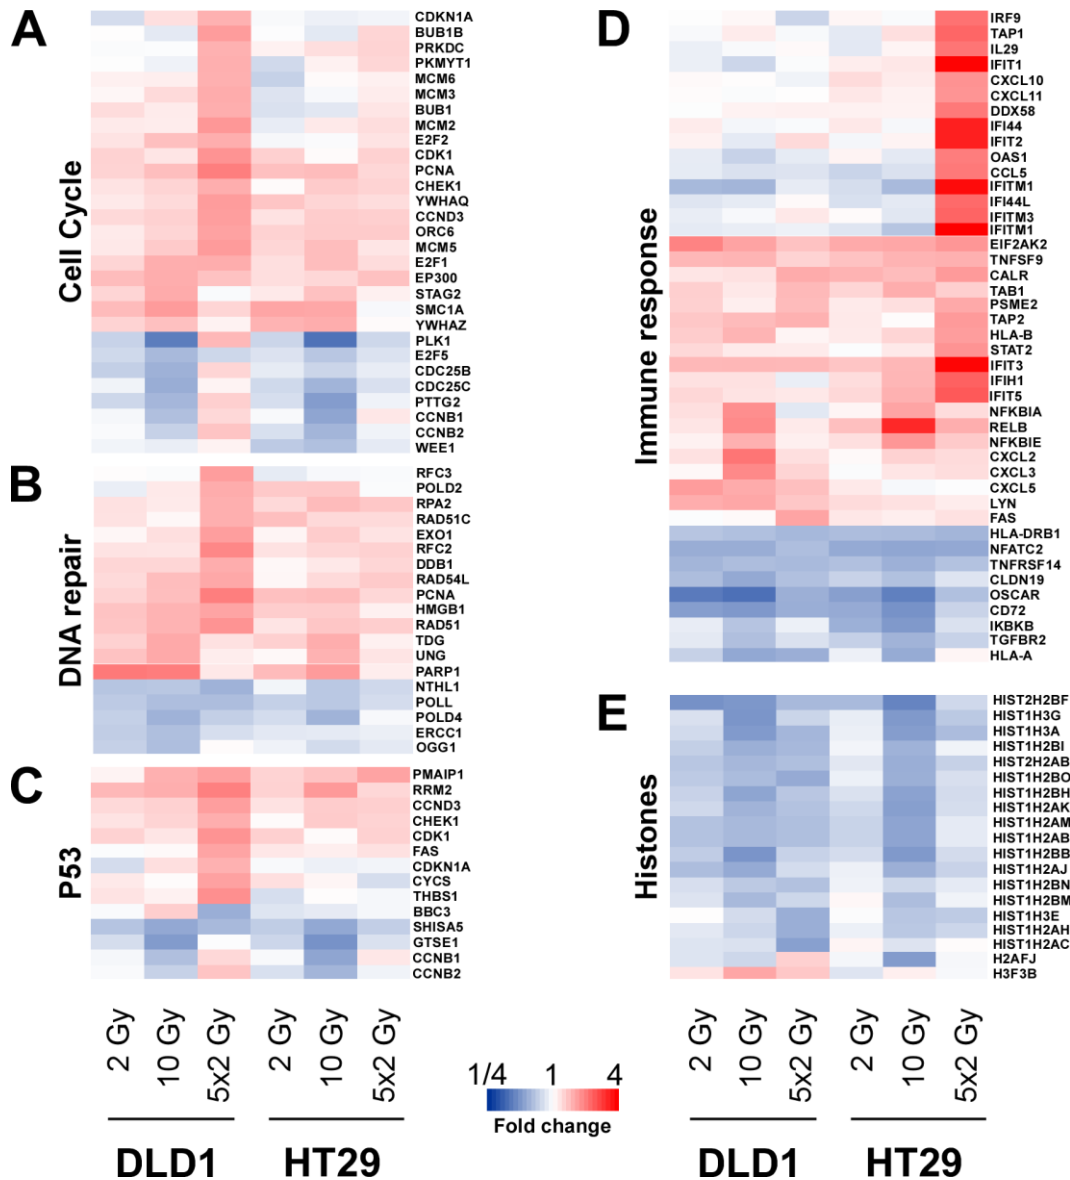 A
Cell Cycle
CDKN1A
BUB1B
PRKDC
PKMYT1
MCM6
MCM3
BUB1
MCM2
E2F2
CDK1
PCNA
CHEK1
YWHAQ
CCND3
ORC6
MCM5
E2F1
EP300
STAG2
SMC1A
YWHAZ
PLK1
E2F5
CDC25B
CDC25C
PTTG2
CCNB1
CCNB2
WEE1
B
DNA repair
RFC3
POLD2
RPA2
RAD51C
EXO1
RFC2
DDB1
RAD54L
PCNA
HMGB1
RAD51
TDG
UNG
PARP1
NTHL1
POLL
POLD4
ERCC1
OGG1
C
P53
PMAIP1
RRM2
CCND3
CHEK1
CDK1
FAS
CDKN1A
CYCS
THBS1
BBC3
SHISA5
GTSE1
CCNB1
CCNB2
2 Gy
10 Gy
5x2 Gy
2 Gy
10 Gy
5x2 Gy
DLD1
HT29
1/4 1 4
Fold change
D
Immune response
IRF9
TAP1
IL29
IFIT1
CXCL10
CXCL11
DDX58
IFI44
IFIT2
OAS1
CCL5
IFITM1
IFI44L
IFITM3
IFITM1
EIF2AK2
TNFSF9
CALR
TAB1
PSME2
TAP2
HLA-B
STAT2
IFIT3
IFIH1
IFIT5
NFKBIA
RELB
NFKBIE
CXCL2
CXCL3
CXCL5
LYN
FAS
HLA-DRB1
NFATC2
TNFRSF14
CLDN19
OSCAR
CD72
IKBKB
TGFBR2
HLA-A
E
Histones
HIST2H2BF
HIST1H3G
HIST1H3A
HIST1H2BI
HIST2H2AB
HIST1H2BO
HIST1H2BH
HIST1H2AK
HIST1H2AM
HIST1H2AB
HIST1H2BB
HIST1H2AJ
HIST1H2BN
HIST1H2BM
HIST1H3E
HIST1H2AH
HIST1H2AC
H2AFJ
H3F3B
2 Gy
10 Gy
5x2 Gy
2 Gy
10 Gy
5x2 Gy
DLD1
HT29